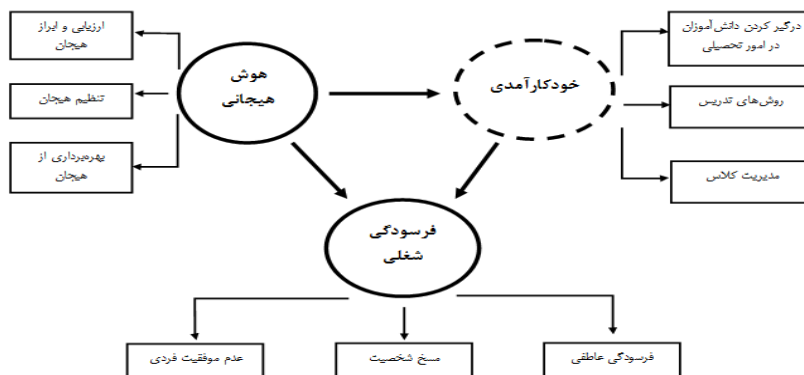 درگیر کردن دانش‌آموزان
در امور تحصیلی
روش‌های تدریس
مدیریت کلاس
خودکارآمدی
هوش
هیجانی
ارزیابی و ابراز
هیجان
تنظیم هیجان
بهره‌برداری از
هیجان
فرسودگی
شغلی
فرسودگی عاطفی
مسخ شخصیت
عدم موفقیت فردی